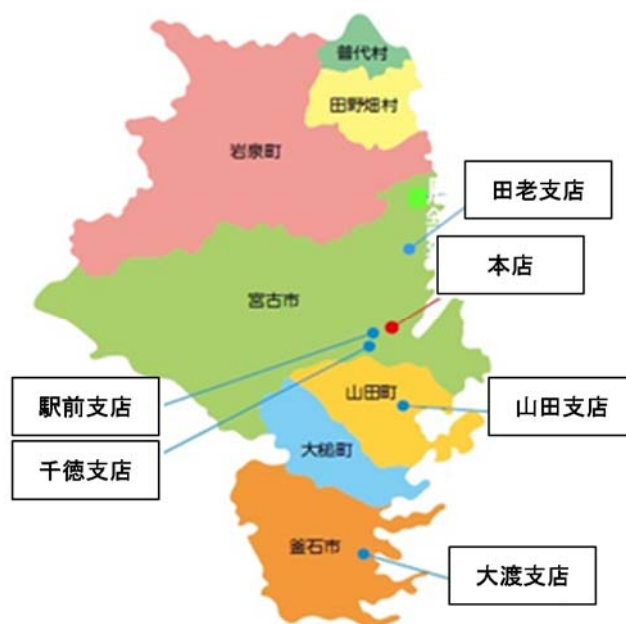 普代村
田野畑村
岩泉町
田老支店
本店
宮古市
駅前支店
山田町
山田支店
千徳支店
大槌町
釜石市
大渡支店